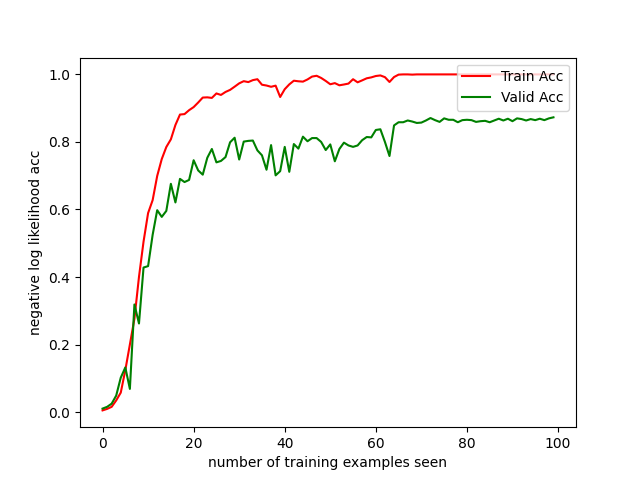 Train Acc
Valid Acc
1.0
0.8
0.6
0.4
0.2
0.0
negative log likelihood acc
0 20 40 60 80 100
number of training examples seen